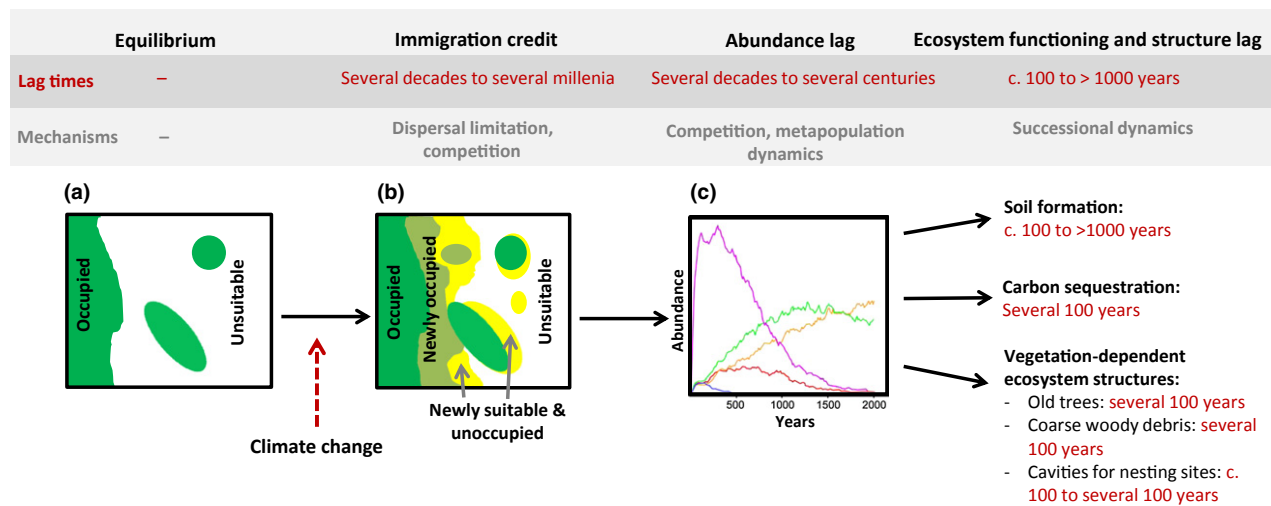 Equilibrium
Immigration credit
Abundance lag
Ecosystem functioning and structure lag
Lag times
–
Several decades to several millenia
Several decades to several centuries
c. 100 to > 1000 years
Mechanisms
–
Dispersal limitation,
competition
Competition, metapopulation
dynamics
Successional dynamics
(a)
Occupied
Unsuitable
Climate change
(b)
Occupied
Newly occupied
Unsuitable
Newly suitable &
unoccupied
(c)
Abundance
500
1000
1500
2000
Years
Soil formation:
c. 100 to >1000 years
Carbon sequestration:
Several 100 years
Vegetation-dependent
ecosystem structures:
- Old trees: several 100 years
- Coarse woody debris: several
100 years
- Cavities for nesting sites: c.
100 to several 100 years